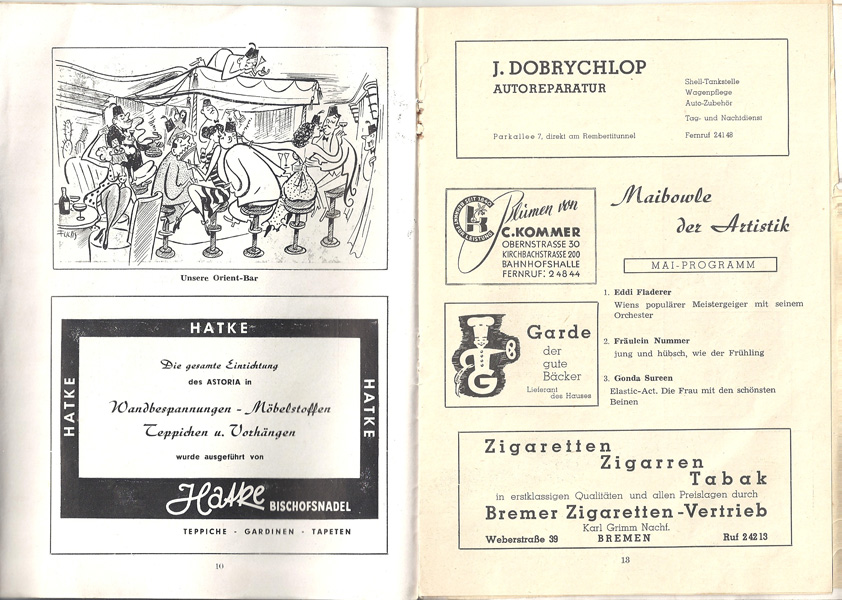 FuDs
Unsere Orient-Bar
HATKE
HATKE
HATKE
Die gesamte Einrichtung
des ASTORIA in
Wandbespannungen - Möbelstoffen
Teppichen u. Vorhängen
wurde ausgeführt von
Hatke BISCHOFSNADEL
TEPPICHE - GARDINEN - TAPETEN
10
J. DOBRYCHLOP
AUTOREPARATUR
Shell-Tankstelle
Wagenpflege
Auto-Zubehör
Tag- und Nachtdienst
Parkallee 7, direkt am Rembertitunnel
Fernruf 24148
Blumen von
C. KOMMER
OBERNSTRASSE 30
KIRCHBACHSTRASSE 200
BAHNHOFSHALLE
FERNRUF: 24844
Garde
der
gute
Bäcker
Lieferant
des Hauses
G
Maibowle
der Artistik
MAI-PROGRAMM
1. Eddi Fladerer
Wiens populärer Meistergeiger mit seinem
Orchester
2. Fräulein Nummer
jung und hübsch, wie der Frühling
3. Gonda Sureen
Elastic-Act. Die Frau mit den schönsten
Beinen
Zigaretten
Zigarren
Tabak
in erstklassigen Qualitäten und allen Preislagen durch
Bremer Zigaretten-Vertrieb
Karl Grimm Nachf.
Weberstraße 39 BREMEN Ruf 24213
13